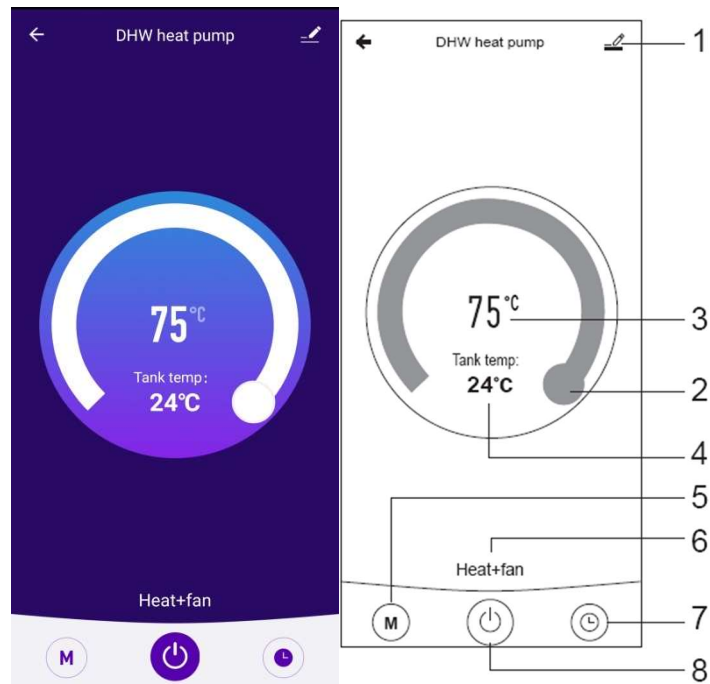 DHW heat pump
75°C
Tank temp:
24°C
Heat+fan
M
DHW heat pump
1
75°C
3
Tank temp:
2
24°C
4
5
6
Heat+fan
M
7
8